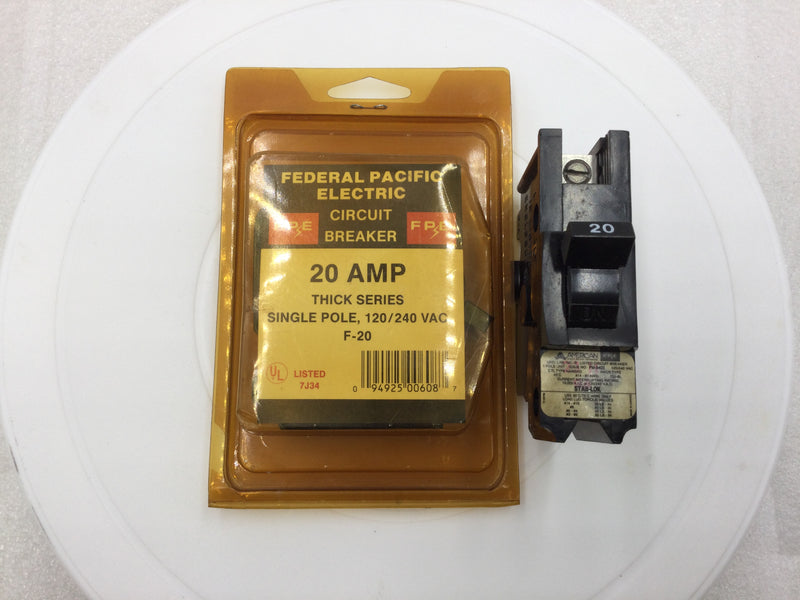 FEDERAL PACIFIC
ELECTRIC
CIRCUIT
BREAKER
FPE
FPE
20 AMP
THICK SERIES
SINGLE POLE, 120/240 VAC
F-20
UL
LISTED
7J34
0 94925 00608 7
20
ON
AMERICAN
STAB-LOK